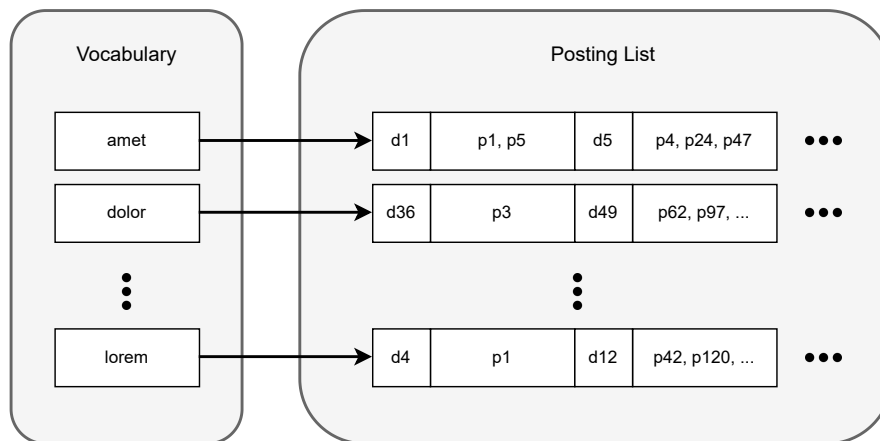 Vocabulary
Posting List
amet
d1
p1, p5
d5
p4, p24, p47
dolor
d36
p3
d49
p62, p97, ...
lorem
d4
p1
d12
p42, p120, ...